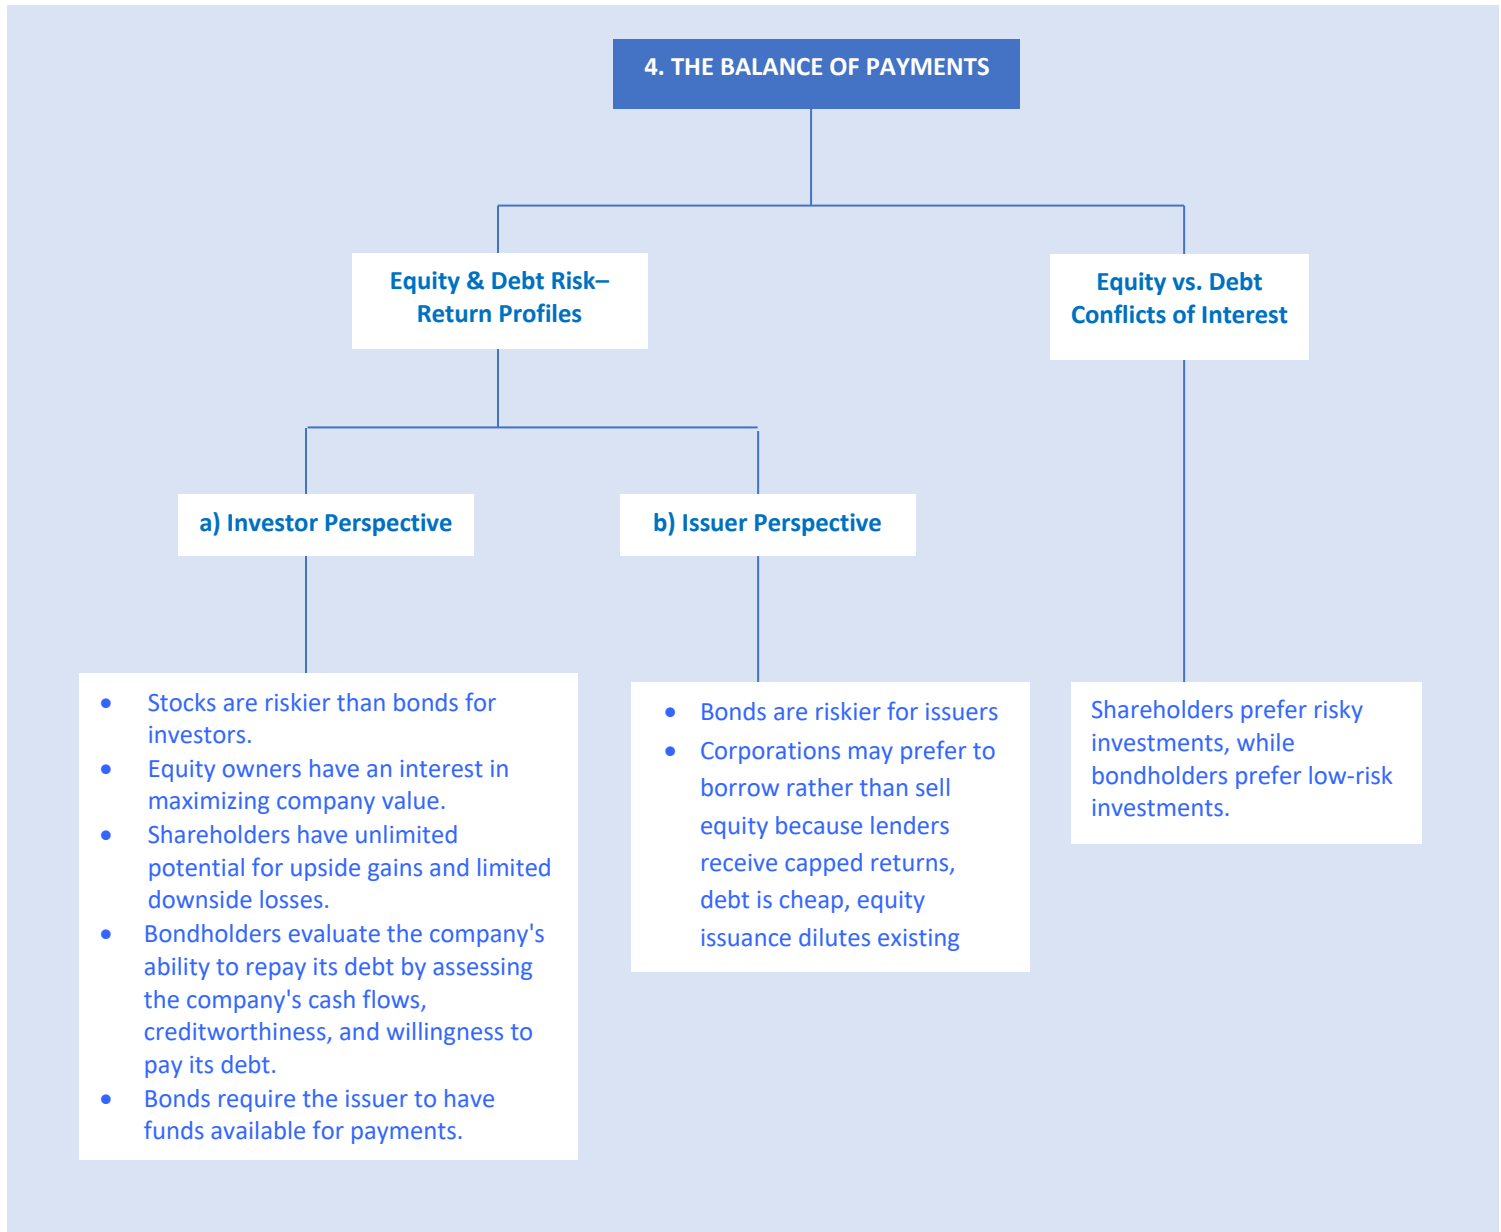 4. THE BALANCE OF PAYMENTS
Equity & Debt Risk–
Return Profiles
Equity vs. Debt
Conflicts of Interest
a) Investor Perspective
b) Issuer Perspective
• Stocks are riskier than bonds for
investors.
• Equity owners have an interest in
maximizing company value.
• Shareholders have unlimited
potential for upside gains and limited
downside losses.
• Bondholders evaluate the company's
ability to repay its debt by assessing
the company's cash flows,
creditworthiness, and willingness to
pay its debt.
• Bonds require the issuer to have
funds available for payments.
• Bonds are riskier for issuers
• Corporations may prefer to
borrow rather than sell
equity because lenders
receive capped returns,
debt is cheap, equity
issuance dilutes existing
Shareholders prefer risky
investments, while
bondholders prefer low-risk
investments.